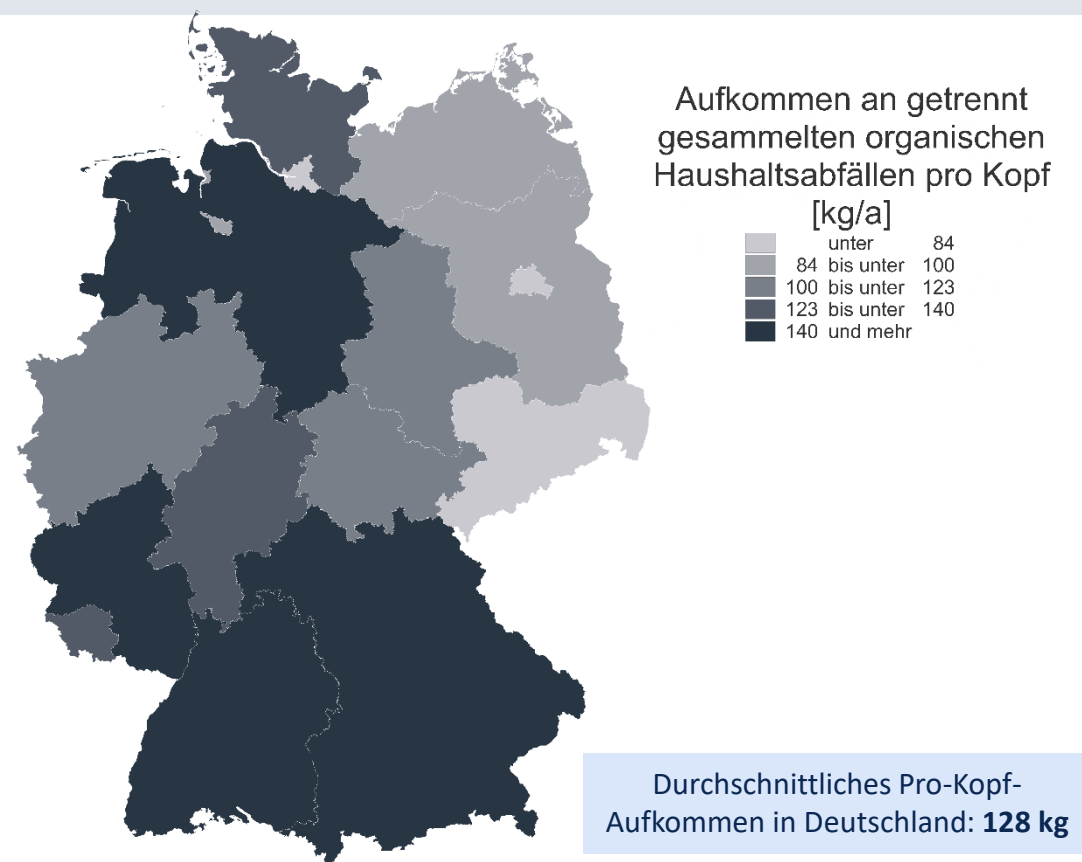 Aufkommen an getrennt
gesammelten organischen
Haushaltsabfällen pro Kopf
[kg/a]
unter 84
84 bis unter 100
100 bis unter 123
123 bis unter 140
140 und mehr
Durchschnittliches Pro-Kopf-
Aufkommen in Deutschland: 128 kg